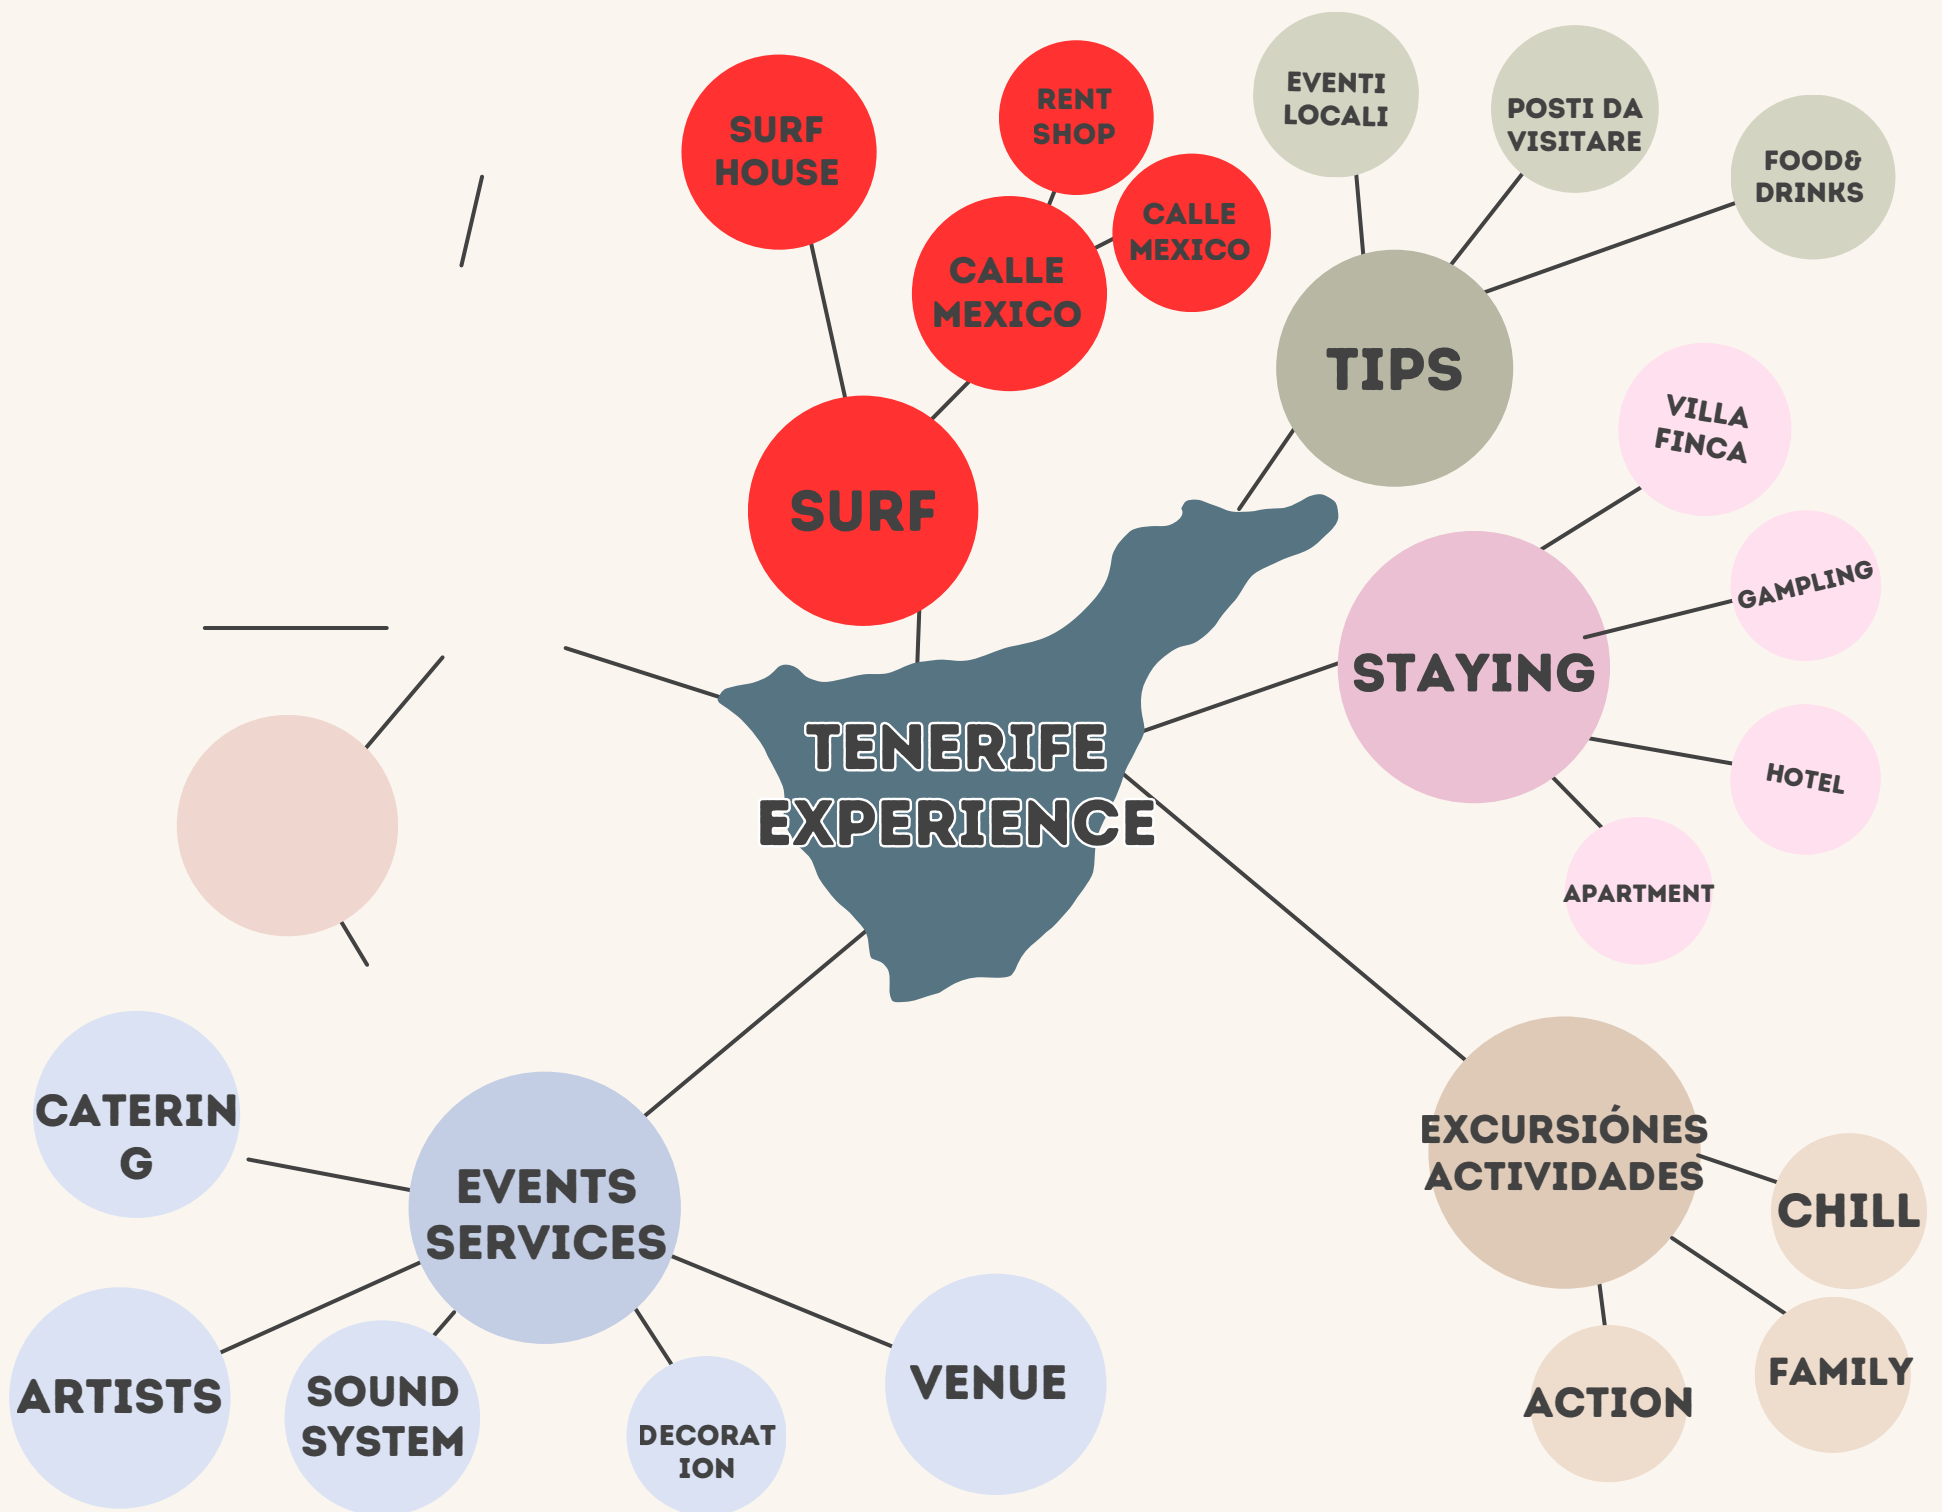 SURF
HOUSE
RENT
SHOP
CALLE
MEXICO
CALLE
MEXICO
SURF
EVENTI
LOCALI
POSTI DA
VISITARE
FOOD&
DRINKS
TIPS
VILLA
FINCA
GAMPLING
STAYING
HOTEL
APARTMENT
TENERIFE
EXPERIENCE
CATERIN
G
EVENTS
SERVICES
ARTISTS
SOUND
SYSTEM
DECORAT
ION
VENUE
EXCURSIÓNES
ACTIVIDADES
CHILL
FAMILY
ACTION